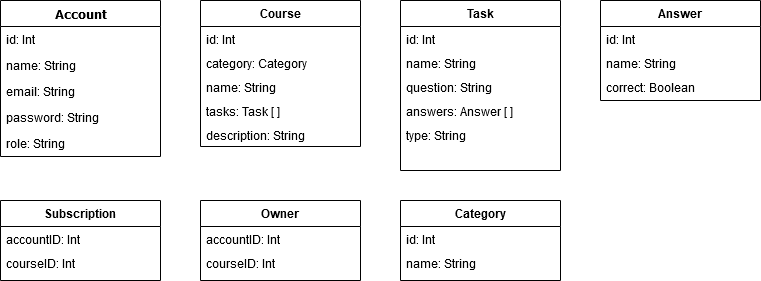 Account
id: Int
name: String
email: String
password: String
role: String
Course
id: Int
category: Category
name: String
tasks: Task [ ]
description: String
Task
id: Int
name: String
question: String
answers: Answer [ ]
type: String
Answer
id: Int
name: String
correct: Boolean
Subscription
accountID: Int
courseID: Int
Owner
accountID: Int
courseID: Int
Category
id: Int
name: String